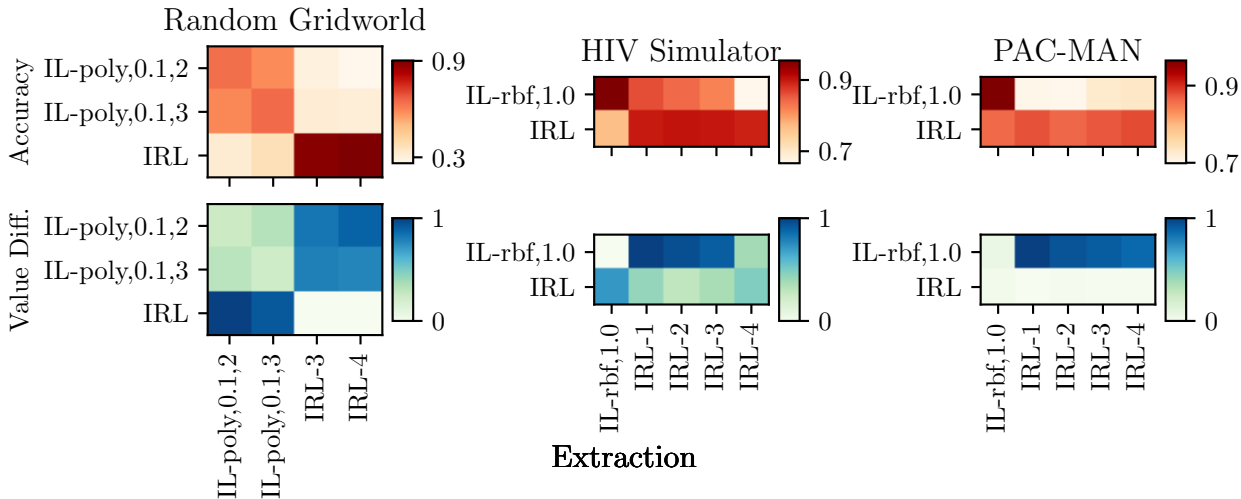 Random Gridworld
HIV Simulator
PAC-MAN
Accuracy
IL-poly,0.1,2
IL-poly,0.1,3
IRL
0.9
0.3
IL-rbf,1.0
IRL
0.9
0.7
IL-rbf,1.0
IRL
0.9
0.7
Value Diff.
IL-poly,0.1,2
IL-poly,0.1,3
IRL
1
0
IL-rbf,1.0
IRL
1
0
IL-rbf,1.0
IRL
1
0
IL-poly,0.1,2
IL-poly,0.1,3
IRL-3
IRL-4
IL-rbf,1.0
IRL-1
IRL-2
IRL-3
IRL-4
IL-rbf,1.0
IRL-1
IRL-2
IRL-3
IRL-4
Extraction